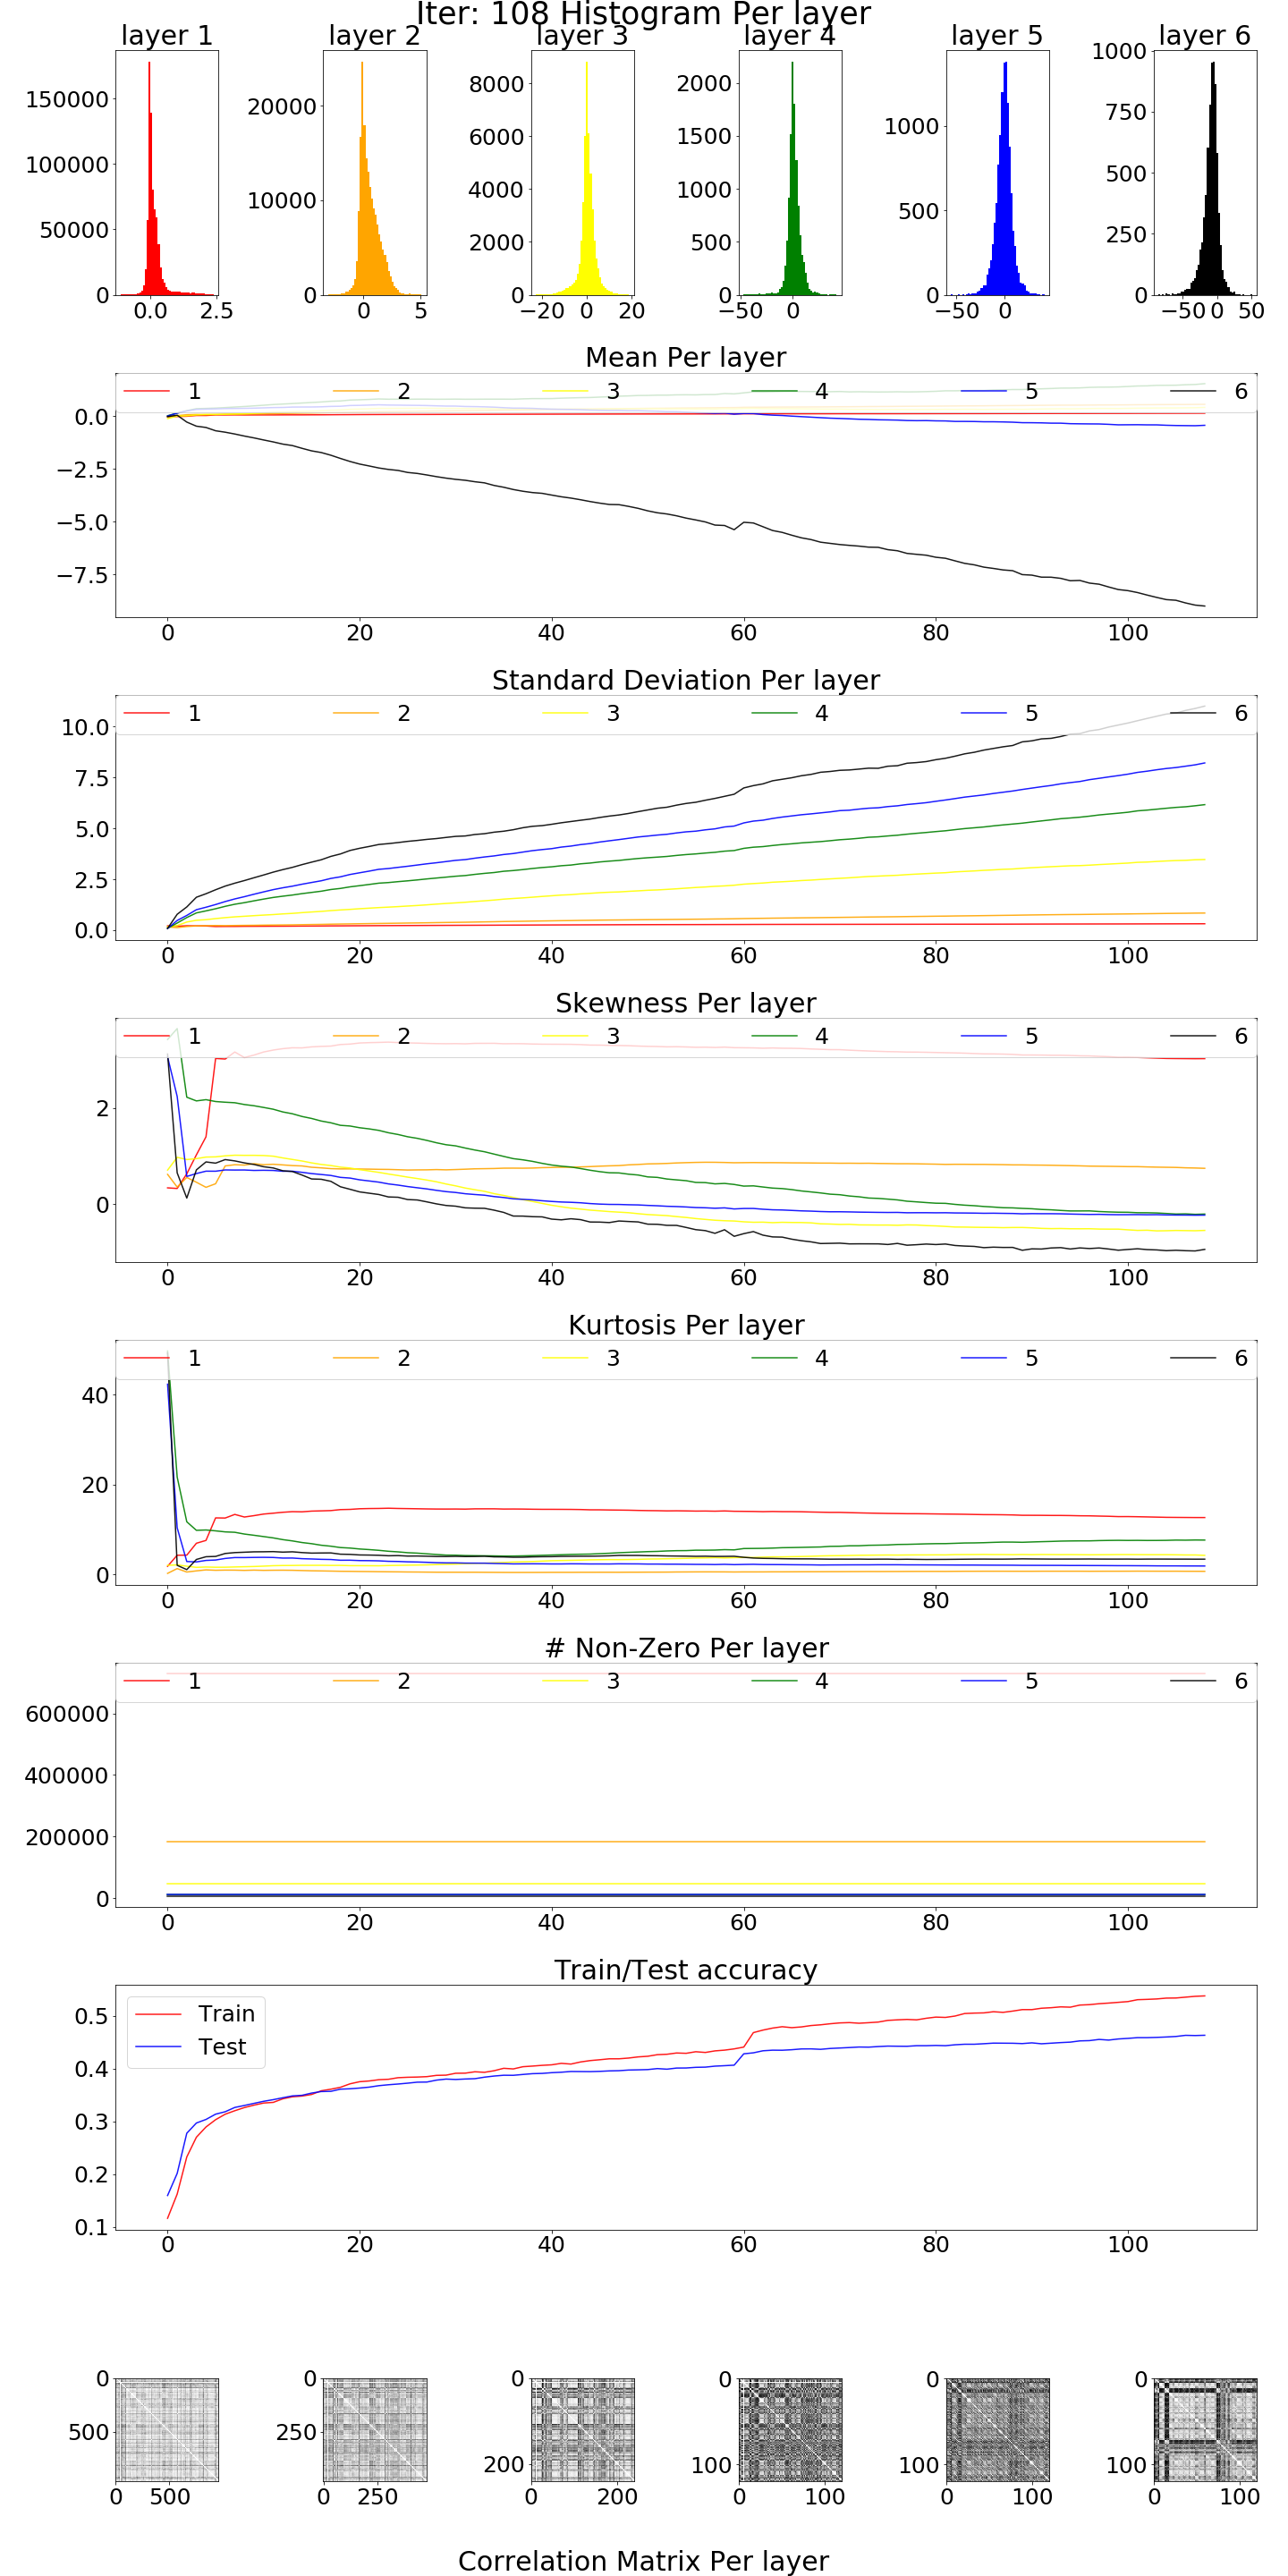 Iter: 108 Histogram Per layer
layer 1 layer 2 layer 3 layer 4 layer 5 layer 6
150000 100000 50000 0
0.0 2.5
20000 10000 0
0 5
8000 6000 4000 2000 0
−20 0 20
2000 1500 1000 500 0
−50 0
1000 500 0
−50 0
1000 750 500 250 0
−50 0 50
Mean Per layer
1 2 3 4 5 6
0.0
−2.5
−5.0
−7.5
0 20 40 60 80 100
Standard Deviation Per layer
1 2 3 4 5 6
10.0
7.5
5.0
2.5
0.0
0 20 40 60 80 100
Skewness Per layer
1 2 3 4 5 6
2
0
0 20 40 60 80 100
Kurtosis Per layer
1 2 3 4 5 6
40
20
0
0 20 40 60 80 100
# Non-Zero Per layer
1 2 3 4 5 6
600000
400000
200000
0
0 20 40 60 80 100
Train/Test accuracy
Train
Test
0.5
0.4
0.3
0.2
0.1
0 20 40 60 80 100
0 500
0 500
0 250
0 250
0 200
0 200
0 100
0 100
0 100
0 100
0 100
0 100
Correlation Matrix Per layer